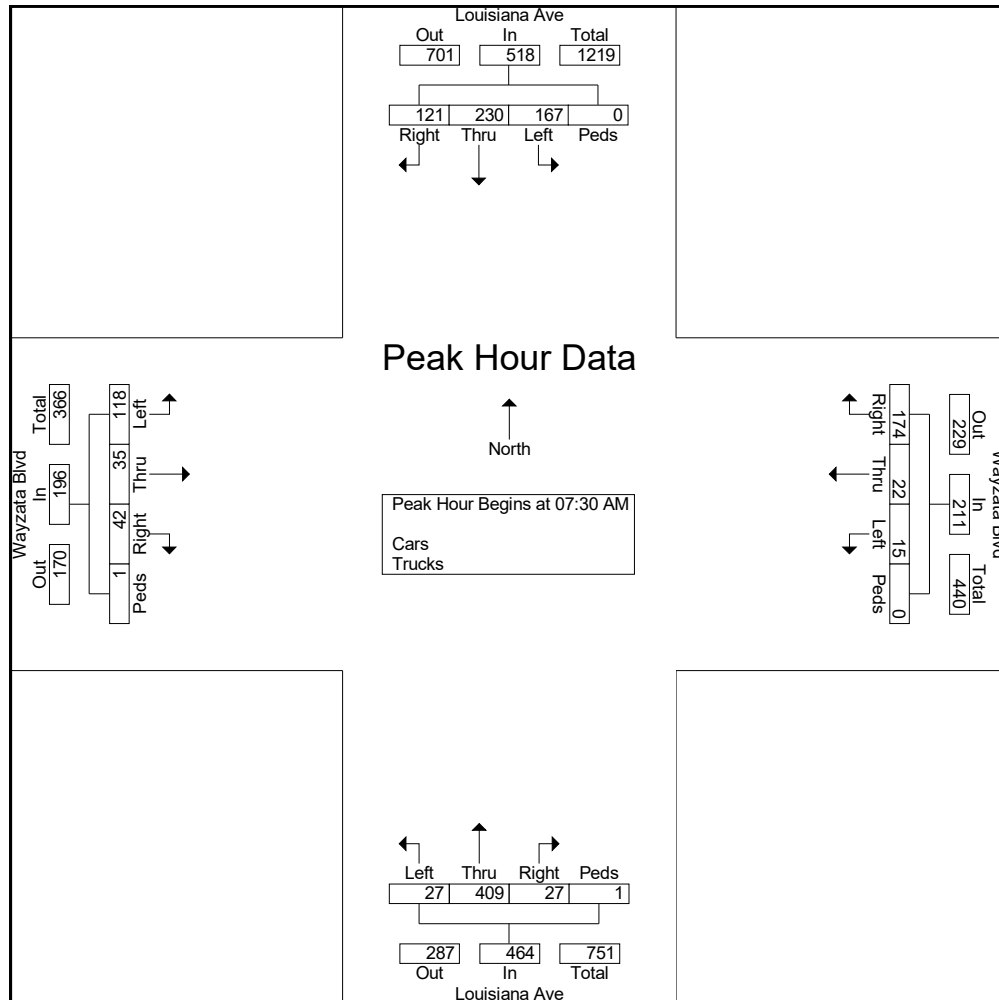 Louisiana Ave
Out In Total
701 518 1219
121 230 167 0
Right Thru Left Peds
Peak Hour Data
North
Peak Hour Begins at 07:30 AM
Cars
Trucks
Wayzata Blvd
Total In Out
366 196 170
118 35 42 1
Left Thru Right Peds
Right Thru Left Peds
174 22 15 0
Out In Total
229 211 440
Wayzata Blvd
Left Thru Right Peds
27 409 27 1
287 464 751
Out In Total
Louisiana Ave